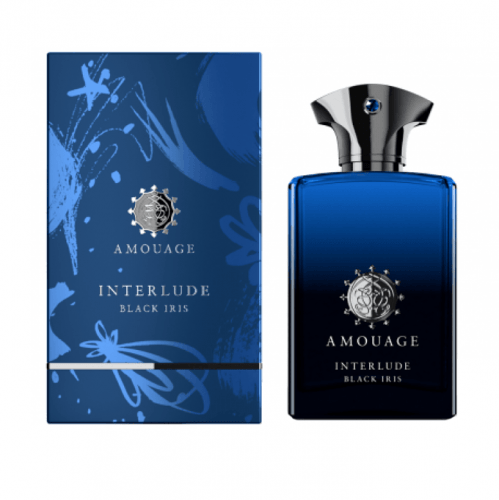 AMOUAGE
INTERLUDE
BLACK IRIS
AMOUAGE
INTERLUDE
BLACK IRIS